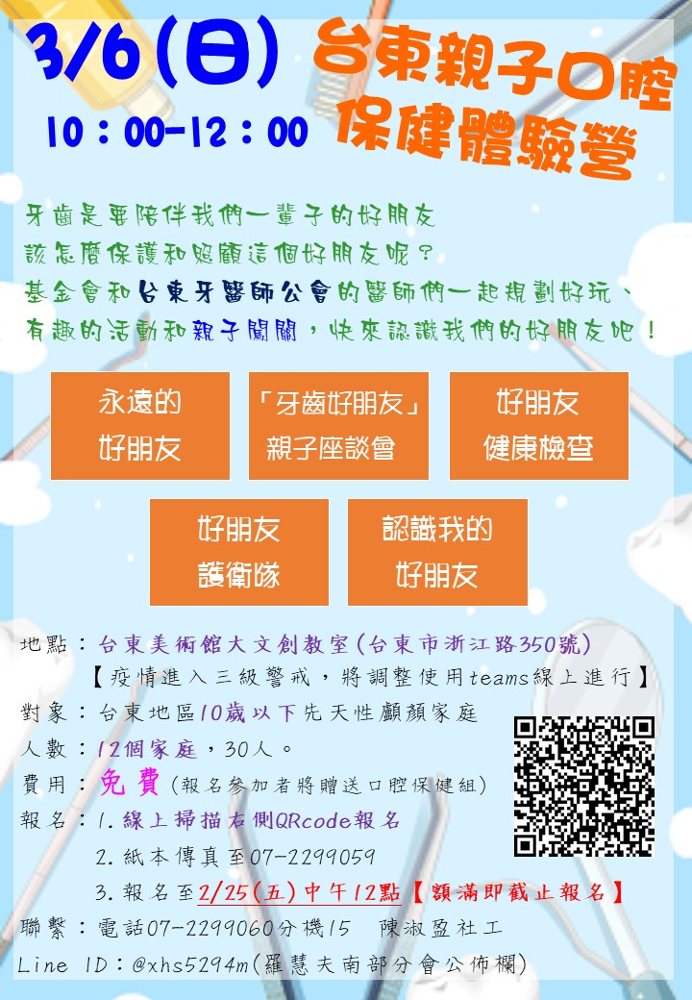 3/6(日)
10：00-12：00
台東親子口腔
保健體驗營
牙齒是要陪伴我們一輩子的好朋友
該怎麼保護和照顧這個好朋友呢？
基金會和台東牙醫師公會的醫師們一起規劃好玩、
有趣的活動和親子闖關，快來認識我們的好朋友吧！
永遠的
好朋友
「牙齒好朋友」
親子座談會
好朋友
健康檢查
好朋友
護衛隊
認識我的
好朋友
地點：台東美術館大文創教室(台東市浙江路350號)
【疫情進入三級警戒，將調整使用teams線上進行】
對象：台東地區10歲以下先天性顱顏家庭
人數：12個家庭，30人。
費用：免費(報名參加者將贈送口腔保健組)
報名：1.線上掃描右側QRcode報名
2.紙本傳真至07-2299059
3.報名至2/25(五)中午12點【額滿即截止報名】
聯繫：電話07-2299060分機15 陳淑盈社工
Line ID：@xhs5294m(羅慧夫南部分會公佈欄)